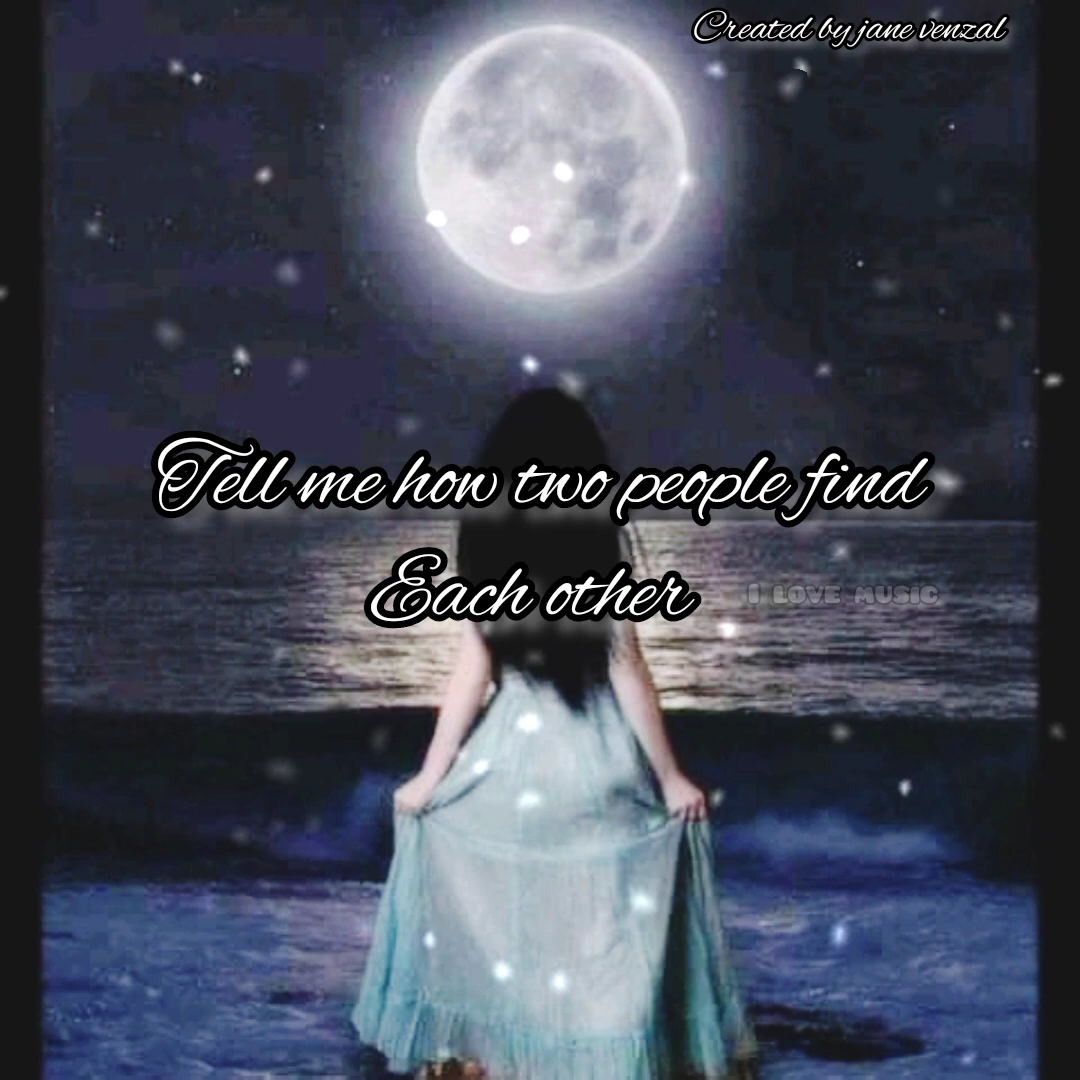 Created by jane venzal
Tell me how two people find
Each other
I LOVE MUSIC